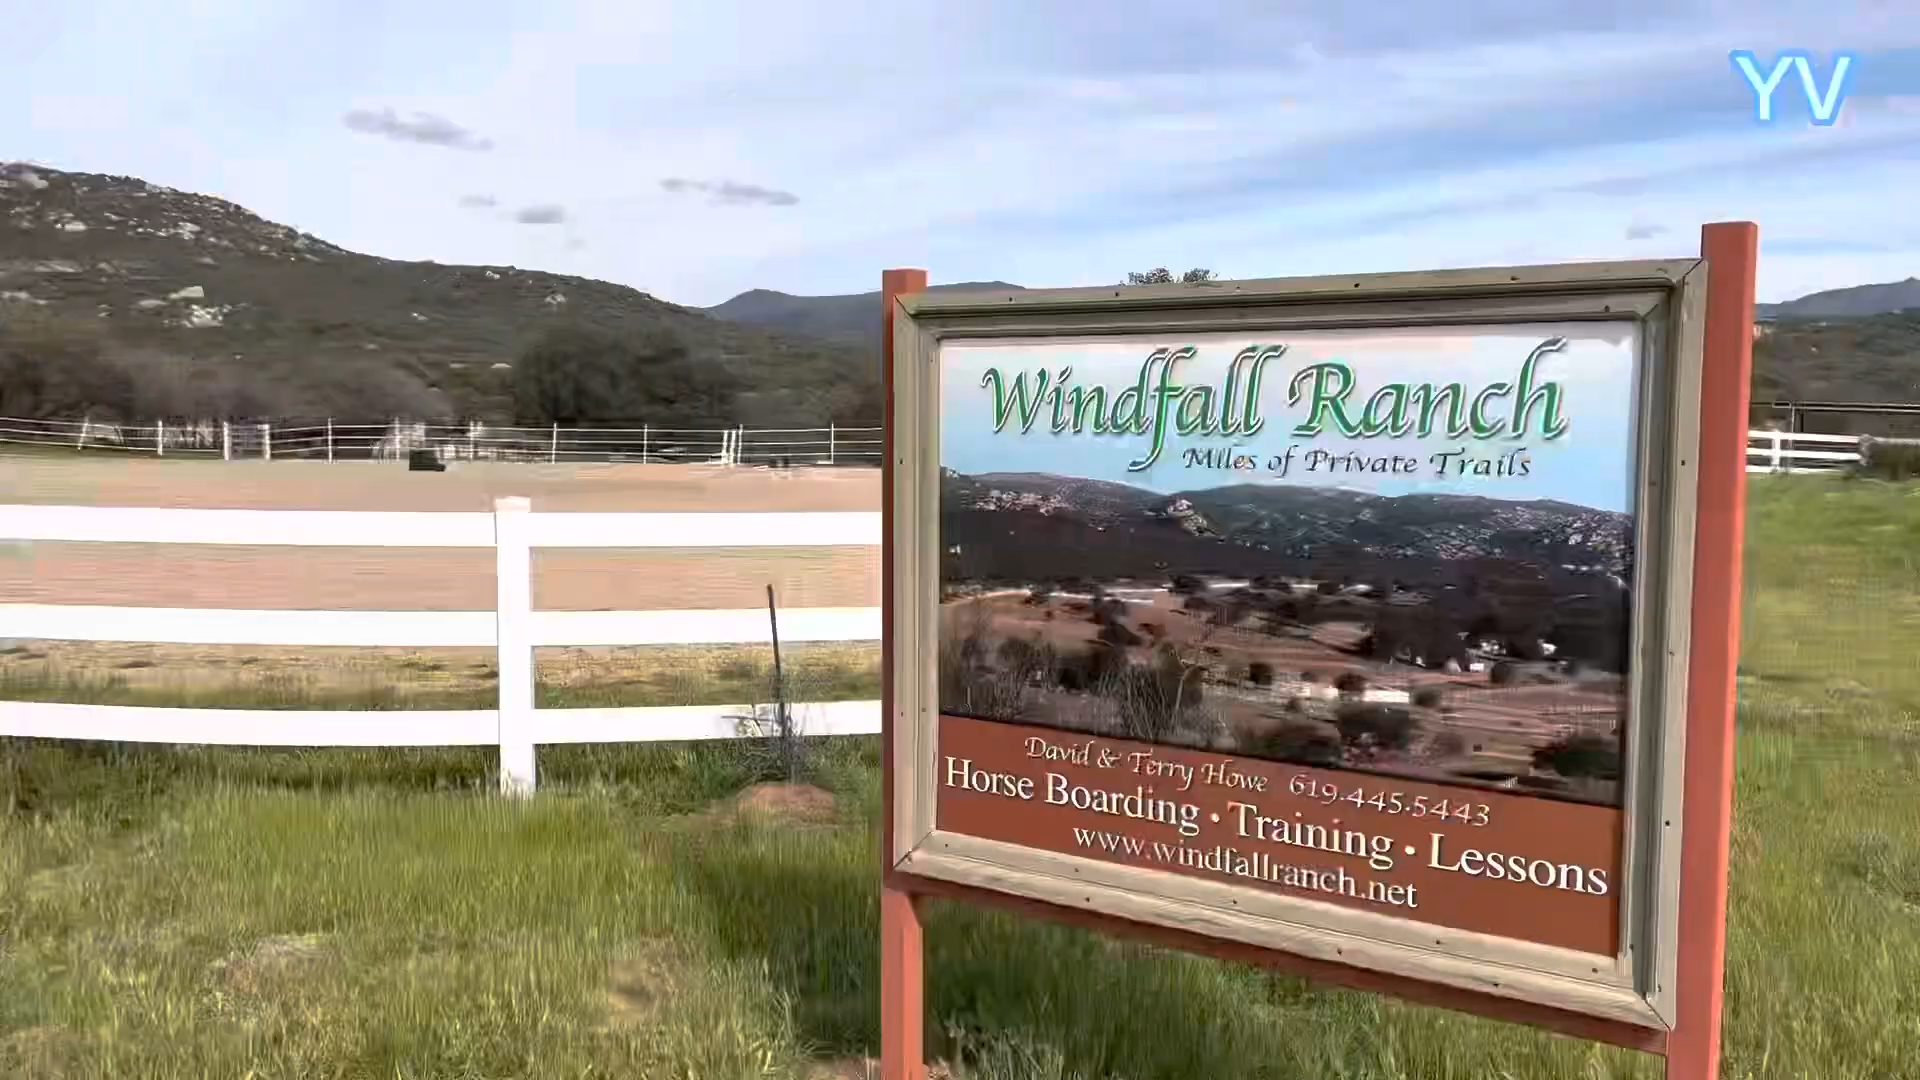 YV
Windfall Ranch
Miles of Private Trails
David & Terry Howe 619.445.5443
Horse Boarding • Training • Lessons
www.windfallranch.net